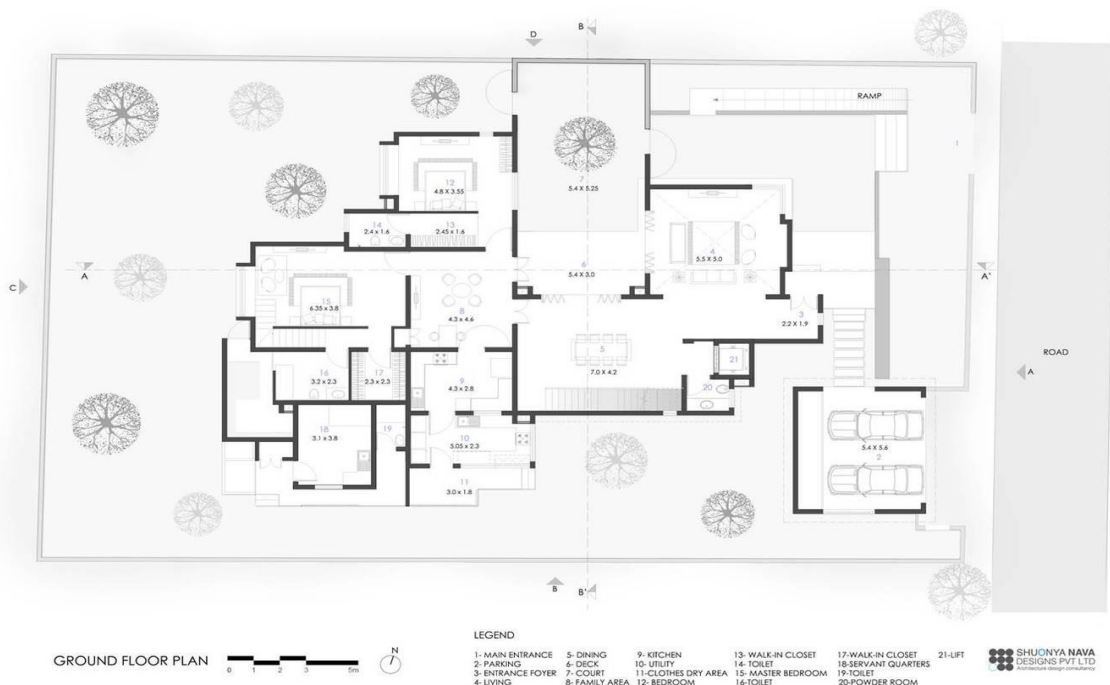 B
D
RAMP
1
7
5.4 X 5.25
12
4.8 X 3.55
14
2.4 x 1.6
13
2.45 x 1.6
4
5.5 X 5.0
A
6
5.4 X 3.0
A'
C
15
6.35 x 3.8
8
4.3 x 4.6
3
2.2 X 1.9
ROAD
5
7.0 X 4.2
21
A
16
3.2 x 2.3
17
2.3 x 2.3
9
4.3 x 2.8
20
18
3.1 x 3.8
19
10
5.05 x 2.3
5.4 X 5.6
2
11
3.0 x 1.8
B
B'
LEGEND
1- MAIN ENTRANCE 5- DINING 9- KITCHEN 13- WALK-IN CLOSET 17-WALK-IN CLOSET 21-LIFT
2- PARKING 6- DECK 10- UTILITY 14- TOILET 18-SERVANT QUARTERS
3- ENTRANCE FOYER 7- COURT 11-CLOTHES DRY AREA 15- MASTER BEDROOM 19-TOILET
4- LIVING 8- FAMILY AREA 12- BEDROOM 16-TOILET 20-POWDER ROOM
GROUND FLOOR PLAN
0 1 2 3 5m
N
SHUONYA NAVA
DESIGNS PVT LTD
Architecture design consultancy